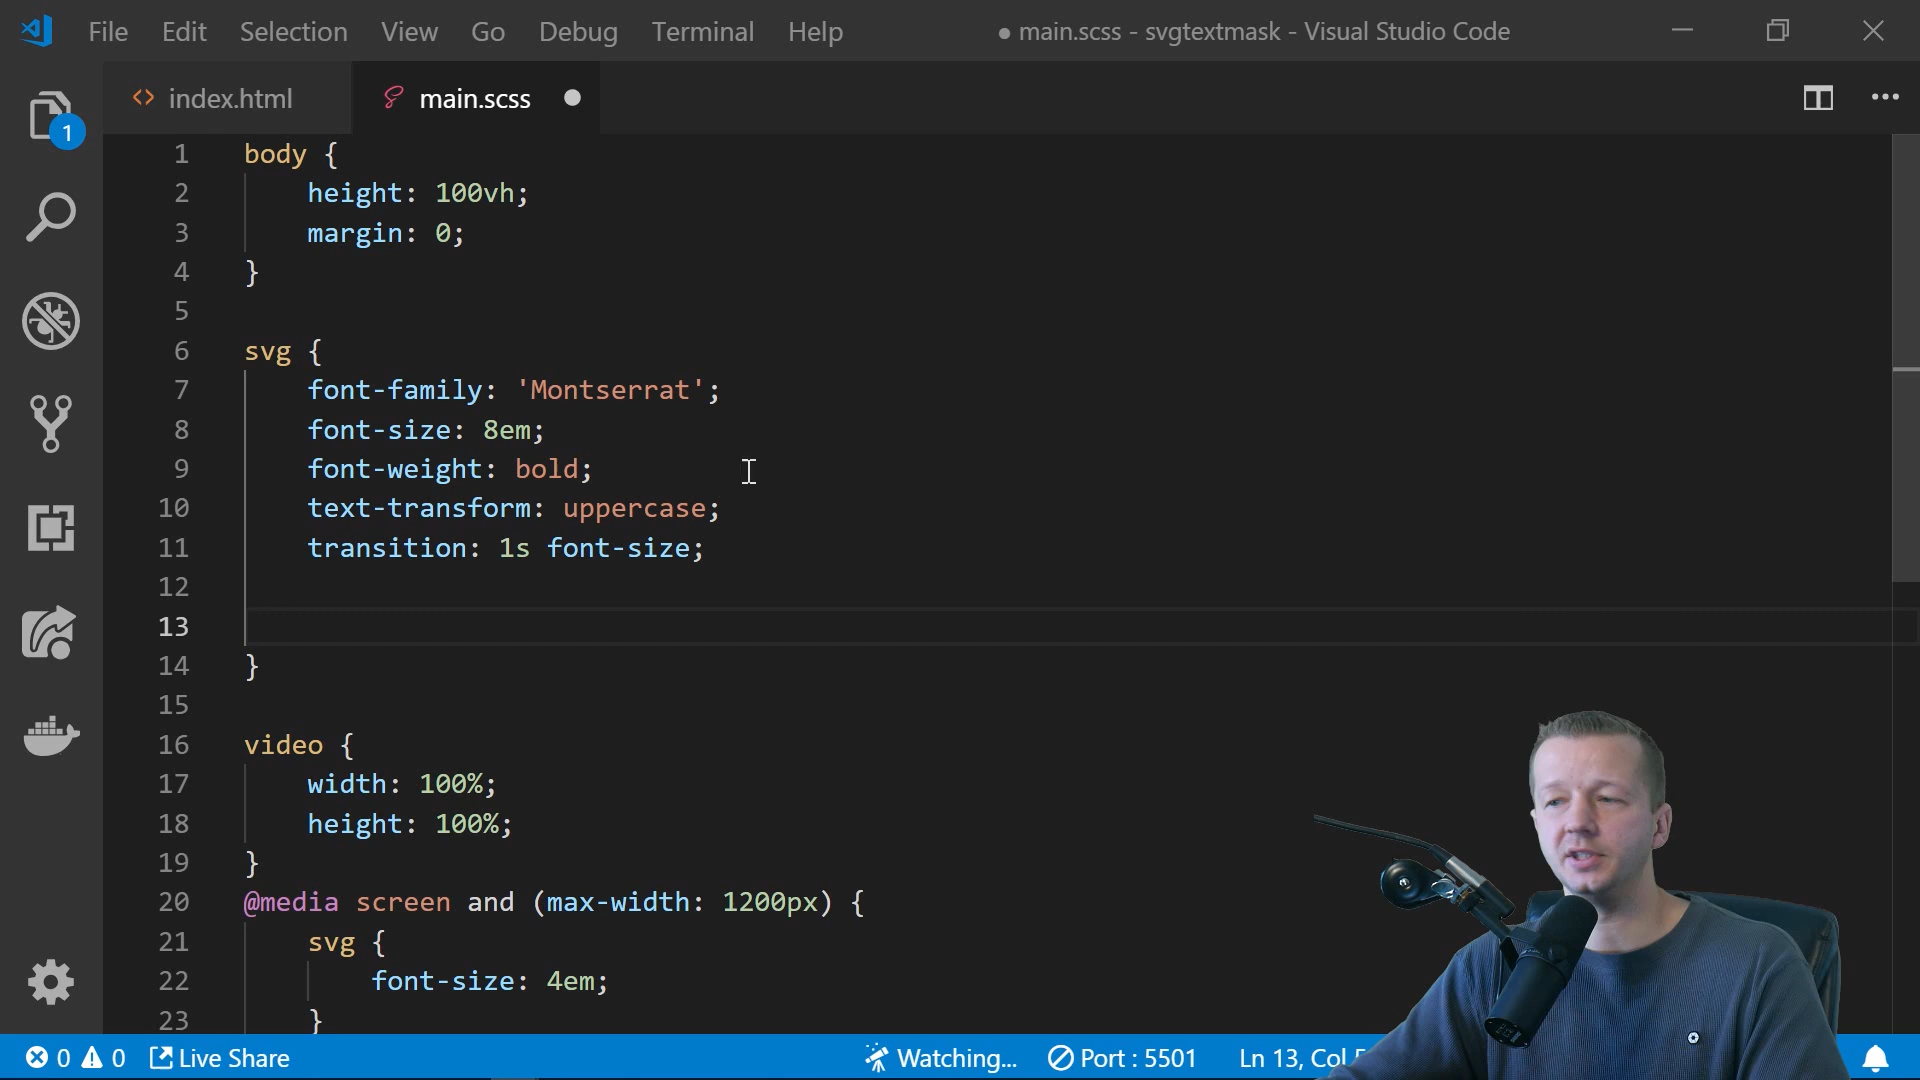 File Edit Selection View Go Debug Terminal Help ● main.scss - svgtextmask - Visual Studio Code
index.html main.scss
1
1 body {
2 height: 100vh;
3 margin: 0;
4 }
5
6 svg {
7 font-family: 'Montserrat';
8 font-size: 8em;
9 font-weight: bold;
10 text-transform: uppercase;
11 transition: 1s font-size;
12
13
14 }
15
16 video {
17 width: 100%;
18 height: 100%;
19 }
20 @media screen and (max-width: 1200px) {
21 svg {
22 font-size: 4em;
23 }
0 0 Live Share Watching... Port : 5501 Ln 13, Col